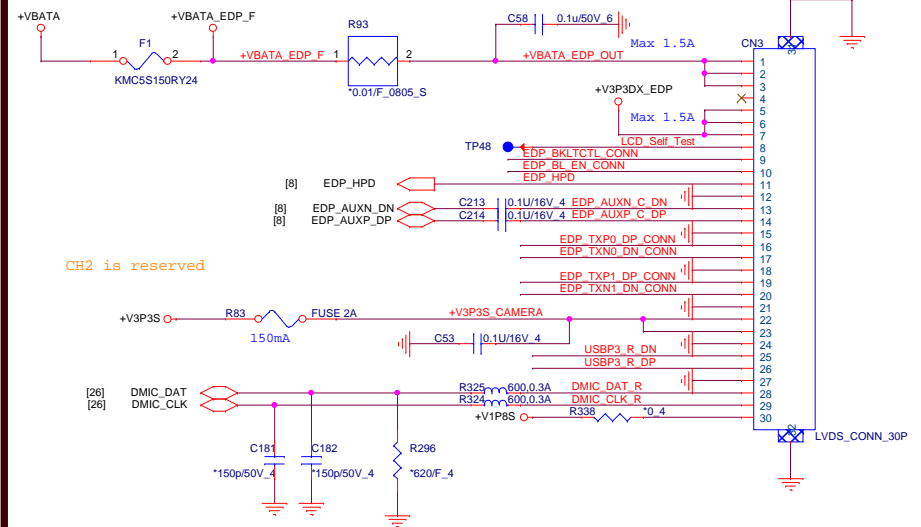 +VBATA
+VBATA_EDP_F
R93
C58
0.1u/50V_6
F1
1
2
KMC5S150RY24
+VBATA_EDP_F
1
2
*0.01/F_0805_S
+VBATA_EDP_OUT
Max 1.5A
CN3
31
1
2
3
4
5
6
7
8
9
10
11
12
13
14
15
16
17
18
19
20
21
22
23
24
25
26
27
28
29
30
32
LVDS_CONN_30P
+V3P3DX_EDP
Max 1.5A
TP48
LCD_Self_Test
EDP_BKLTCTL_CONN
EDP_BL_EN_CONN
[8] EDP_HPD
EDP_HPD
[8] EDP_AUXN_DN
C213 0.1U/16V_4 EDP_AUXN_C_DN
[8] EDP_AUXP_DP
C214 0.1U/16V_4 EDP_AUXP_C_DP
EDP_TXP0_DP_CONN
EDP_TXN0_DN_CONN
CH2 is reserved
EDP_TXP1_DP_CONN
EDP_TXN1_DN_CONN
+V3P3S
R83
FUSE 2A
150mA
+V3P3S_CAMERA
C53
0.1U/16V_4
USBP3_R_DN
USBP3_R_DP
[26] DMIC_DAT
R325 600,0.3A DMIC_DAT_R
[26] DMIC_CLK
R324 600,0.3A DMIC_CLK_R
+V1P8S
R338
*0_4
C181
*150p/50V_4
C182
*150p/50V_4
R296
*620/F_4